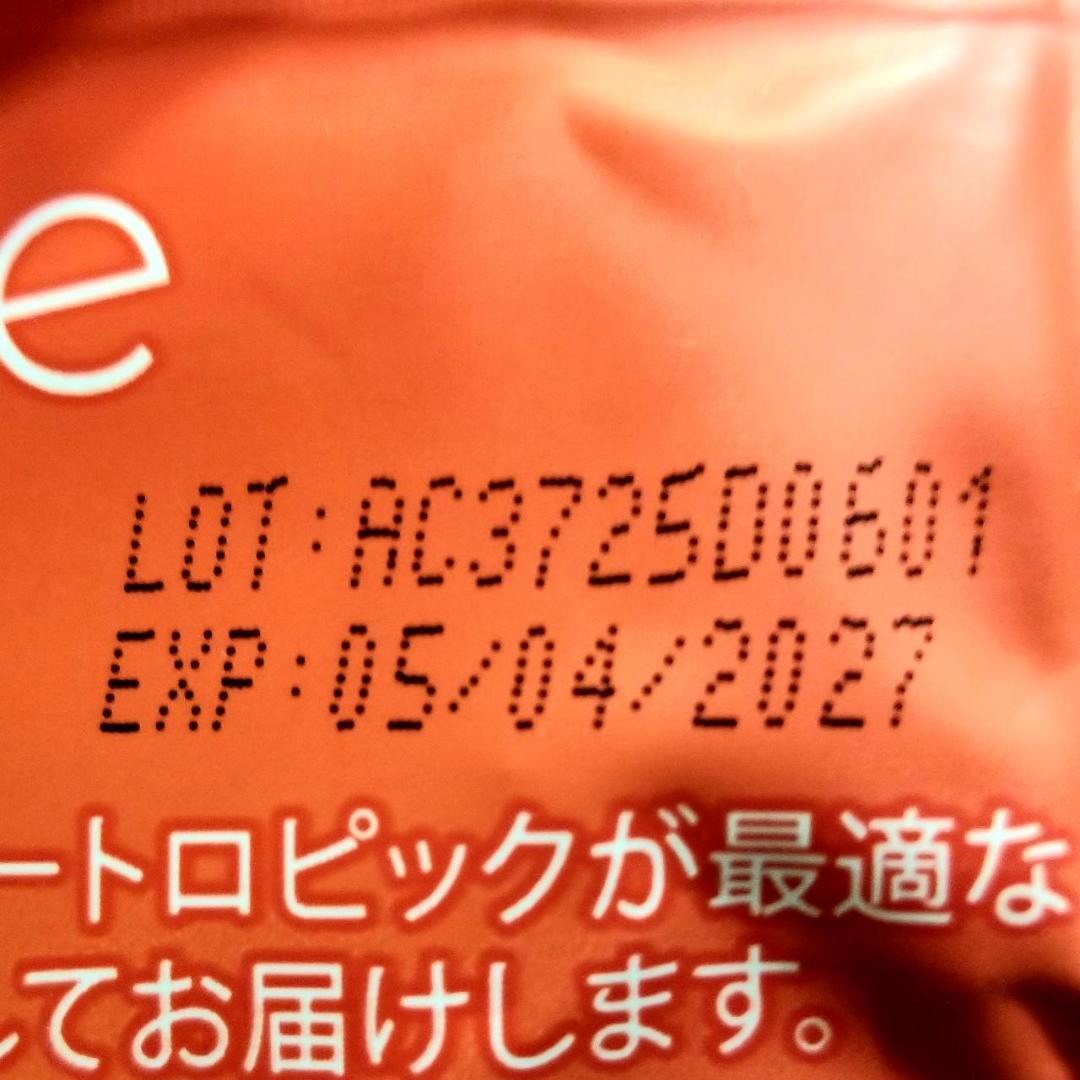 e
LOT:AC3725D0601
EXP:05/04/2027
ートロピックが最適な
してお届けします。